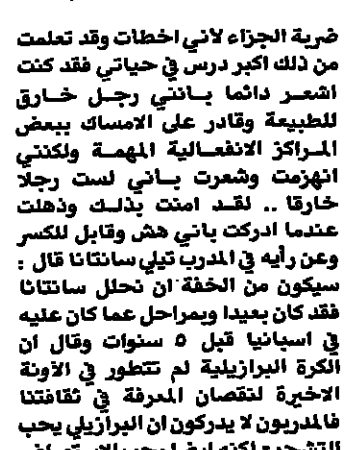 ضربة الجزاء لاني اخطات وقد تعلمت
من ذلك اكبر درس في حياتي فقد كنت
اشعر دائما بانني رجل خارق
للطبيعة وقادر على الامساك ببعض
المراكز الانفعالية المهمة ولكنني
انهزمت وشعرت بأني لست رجلا
خارقا .. لقد امنت بذلك وذهلت
عندما ادركت باني هش وقابل للكسر
وعن رأيه في المدرب تيلي سانتانا قال :
سيكون من الخفة ان نحلل سانتانا
فقد كان بعيدا وبمراحل عما كان عليه
في اسبانيا قبل ٥ سنوات وقال ان
الكرة البرازيلية لم تتطور في الآونة
الاخيرة لنقصان المعرفة في ثقافتنا
فالمدربون لا يدركون ان البرازيلي يحب